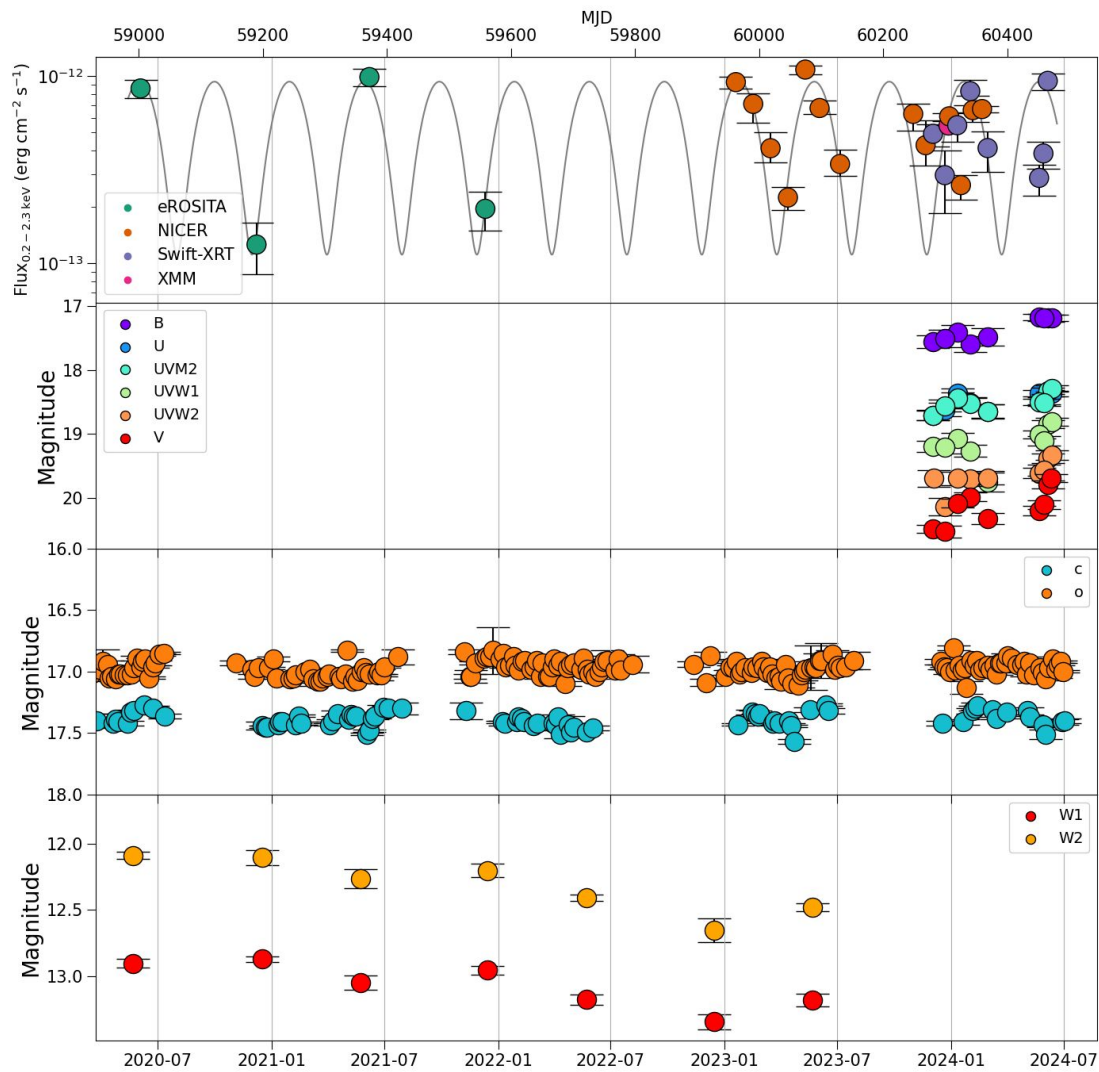 MJD
59000 59200 59400 59600 59800 60000 60200 60400
Flux0.2−2.3 keV (erg cm−2 s−1)
10−12
10−13
eROSITA
NICER
Swift-XRT
XMM
Magnitude
17
18
19
20
B
U
UVM2
UVW1
UVW2
V
Magnitude
16.0
16.5
17.0
17.5
18.0
c
o
Magnitude
12.0
12.5
13.0
W1
W2
2020-07 2021-01 2021-07 2022-01 2022-07 2023-01 2023-07 2024-01 2024-07